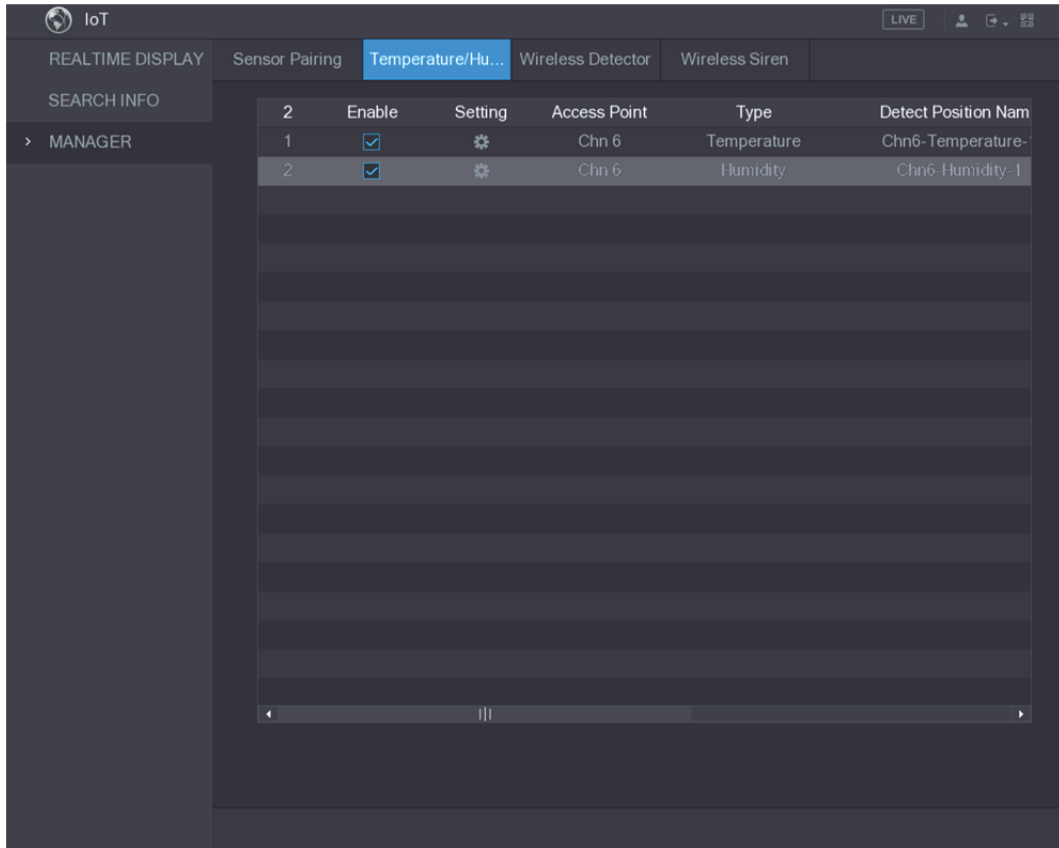 IoT LIVE
REALTIME DISPLAY
SEARCH INFO
MANAGER
Sensor Pairing Temperature/Hu... Wireless Detector Wireless Siren
2 Enable Setting Access Point Type Detect Position Nam
1 Chn 6 Temperature Chn6-Temperature-1
2 Chn 6 Humidity Chn6-Humidity-1